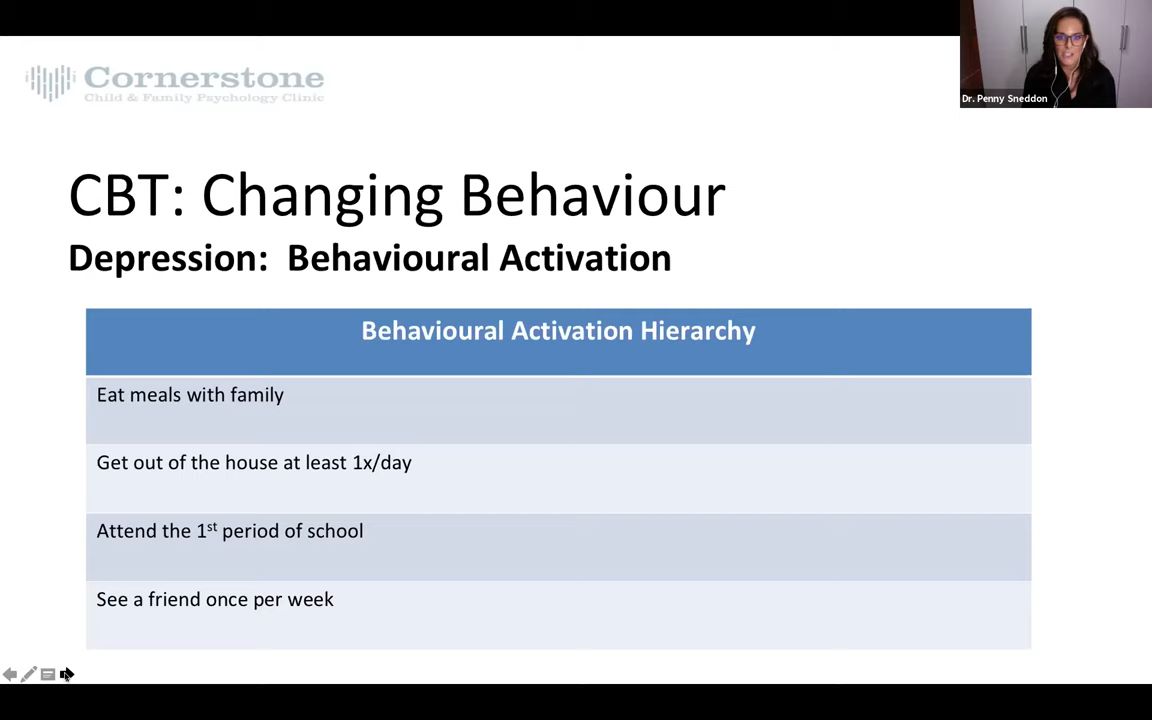 Cornerstone
Child & Family Psychology Clinic
Dr. Penny Sneddon
CBT: Changing Behaviour
Depression: Behavioural Activation
Behavioural Activation Hierarchy
Eat meals with family
Get out of the house at least 1x/day
Attend the 1st period of school
See a friend once per week